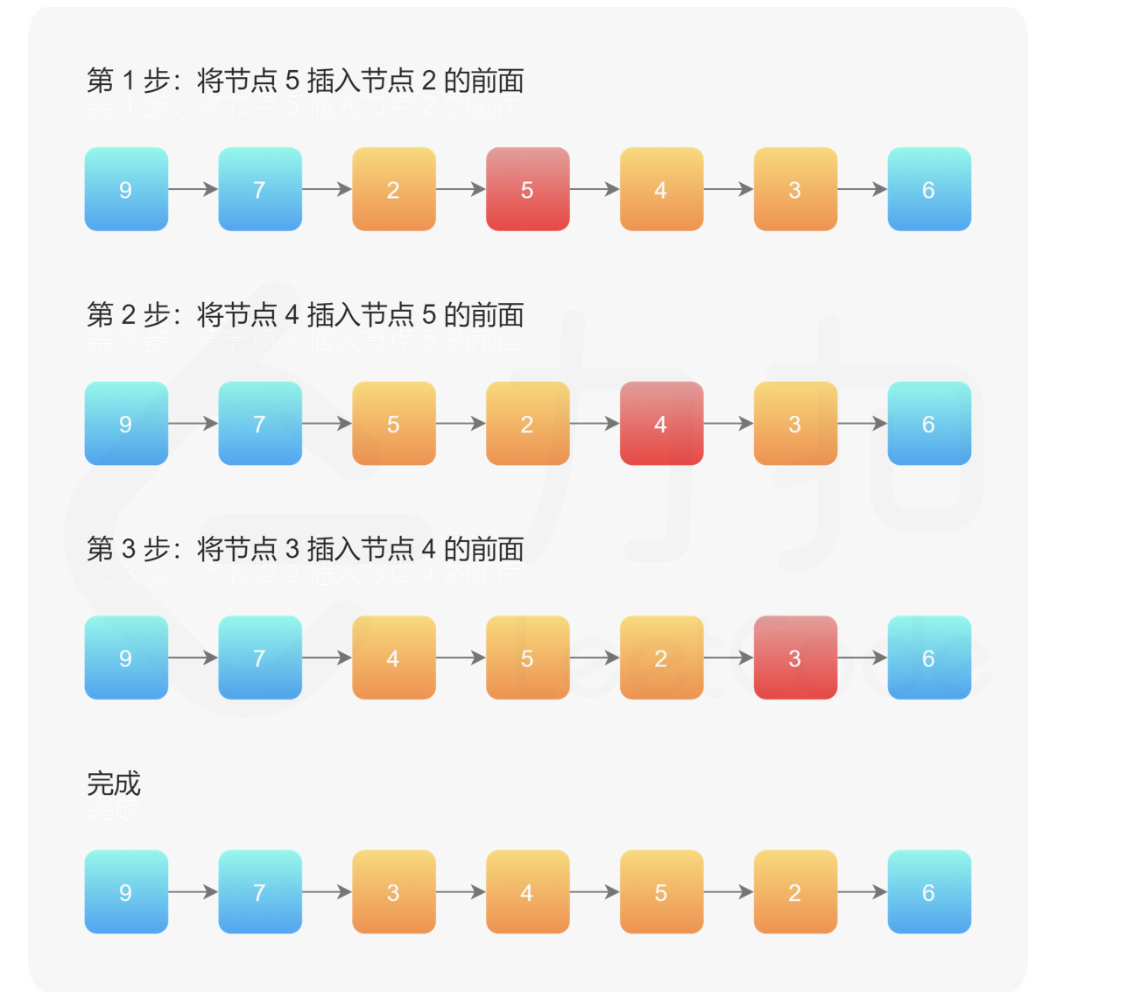 第 1 步：将节点 5 插入节点 2 的前面
9 7 2 5 4 3 6
第 2 步：将节点 4 插入节点 5 的前面
9 7 5 2 4 3 6
第 3 步：将节点 3 插入节点 4 的前面
9 7 4 5 2 3 6
完成
9 7 3 4 5 2 6
力扣
LeetCode